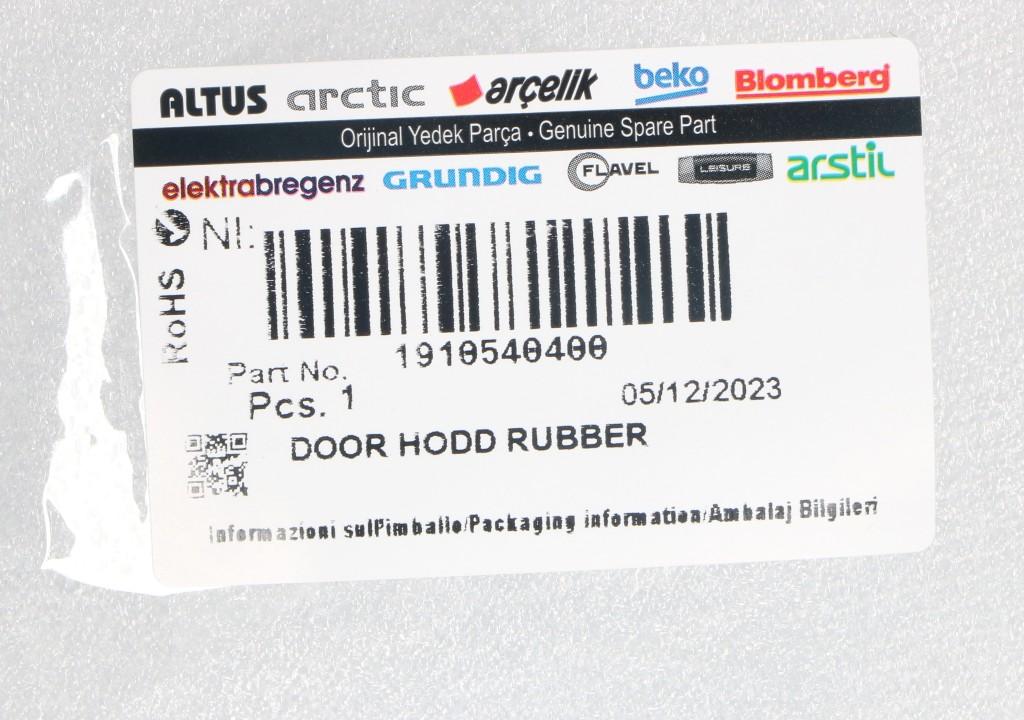 ALTUS arctic arçelik beko Blomberg
Orijinal Yedek Parça • Genuine Spare Part
elektrabregenz GRUNDIG FLAVEL LEISURE arstil
NI:
RoHS
1910540400
Part No.
Pcs. 1
05/12/2023
DOOR HODD RUBBER
Informazioni sull'imballo/Packaging information/Ambalaj Bilgileri